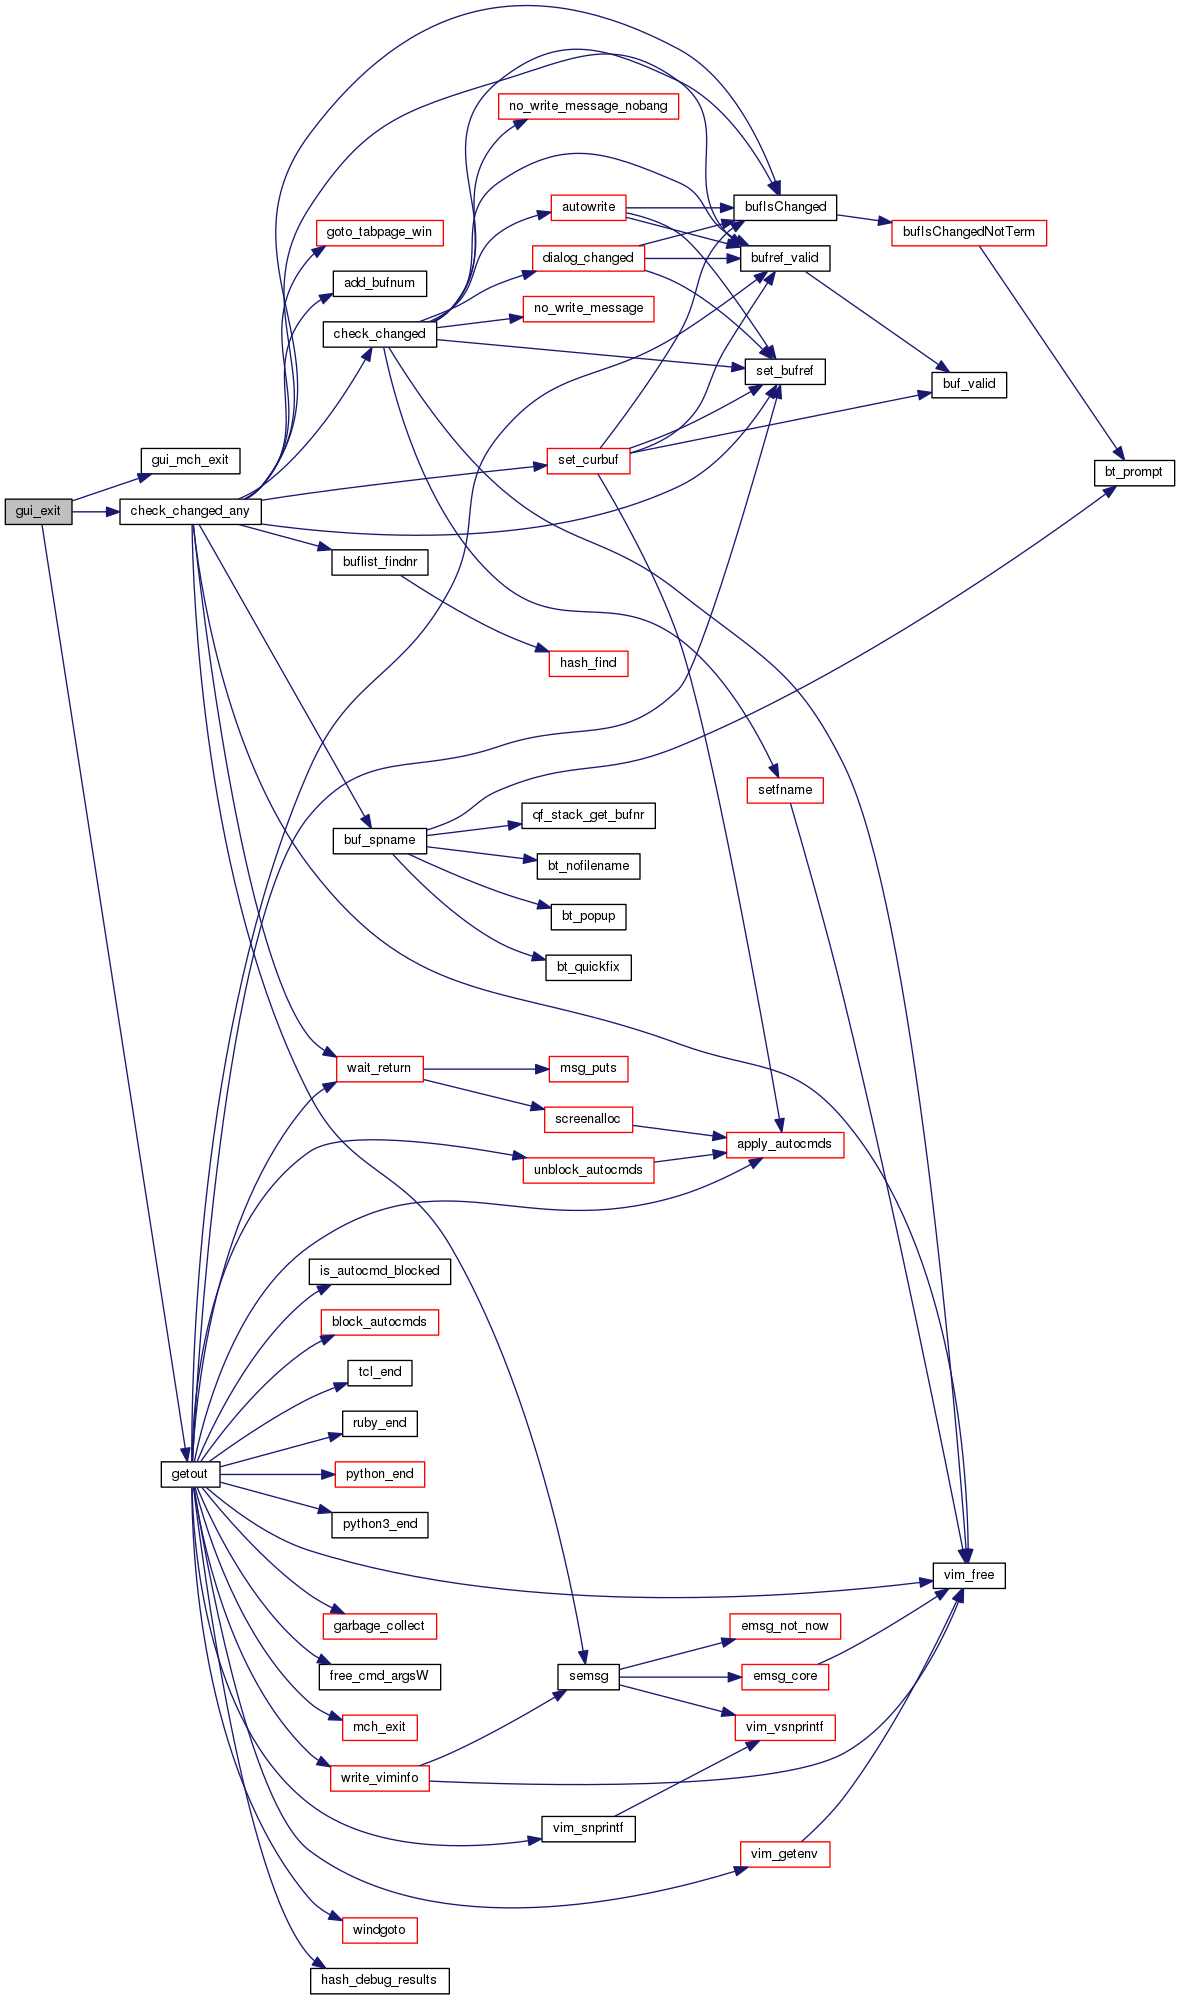 no_write_message_nobang
autowrite
bufIsChanged
goto_tabpage_win
bufIsChangedNotTerm
dialog_changed
bufref_valid
add_bufnum
no_write_message
check_changed
set_bufref
buf_valid
gui_mch_exit
set_curbuf
bt_prompt
gui_exit
check_changed_any
buflist_findnr
hash_find
setfname
qf_stack_get_bufnr
buf_spname
bt_nofilename
bt_popup
bt_quickfix
wait_return
msg_puts
screenalloc
apply_autocmds
unblock_autocmds
is_autocmd_blocked
block_autocmds
tcl_end
ruby_end
getout
python_end
python3_end
vim_free
garbage_collect
emsg_not_now
free_cmd_argsW
semsg
emsg_core
mch_exit
vim_vsnprintf
write_viminfo
vim_snprintf
vim_getenv
windgoto
hash_debug_results